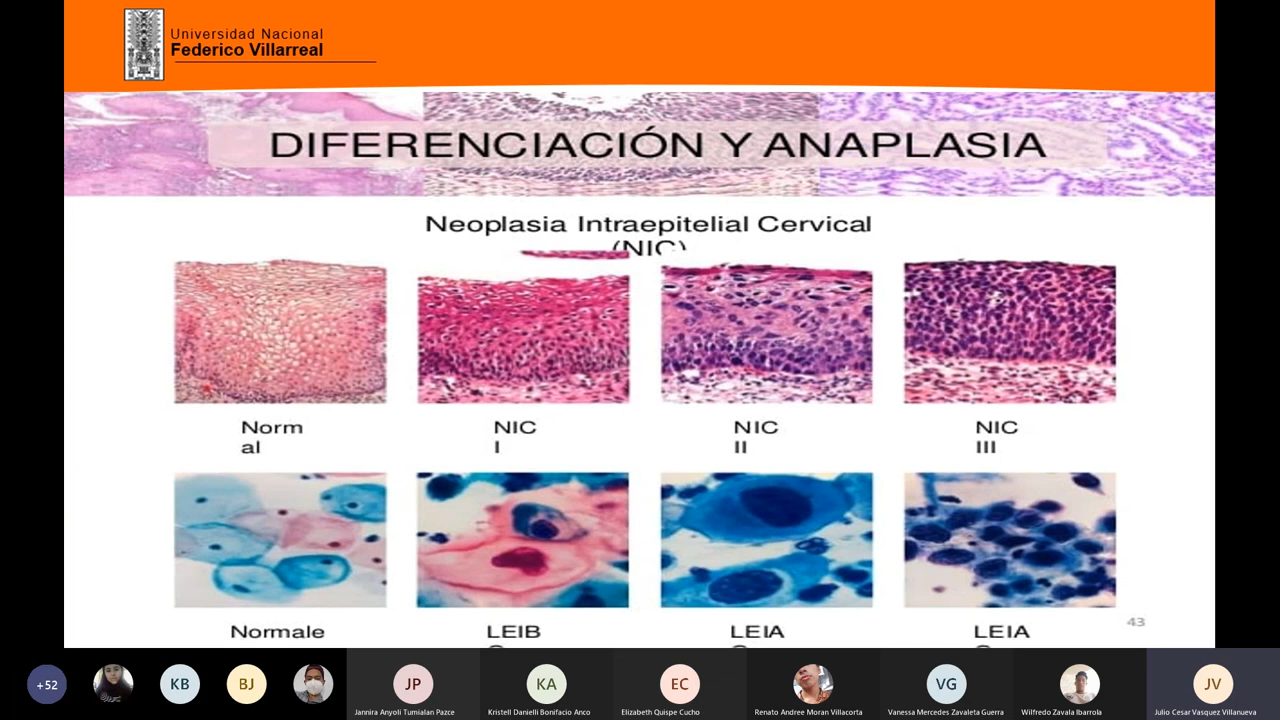 Universidad Nacional
Federico Villarreal
DIFERENCIACIÓN Y ANAPLASIA
Neoplasia Intraepitelial Cervical
(NIC)
Norm
al
NIC
I
NIC
II
NIC
III
Normale
LEIB
LEIA
LEIA
43
+52
KB
BJ
JP
KA
EC
VG
JV
Jannira Anyoli Tumialan Pazce
Kristell Danielli Bonifacio Anco
Elizabeth Quispe Cucho
Renato Andree Moran Villacorta
Vanessa Mercedes Zavaleta Guerra
Wilfredo Zavala Ibarrola
Julio Cesar Vasquez Villanueva